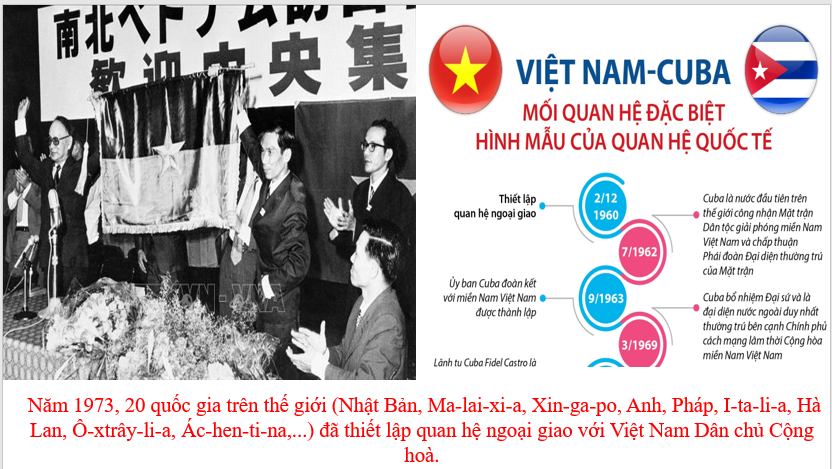 南北ベトナム訪日
歓迎中央集
VIỆT NAM-CUBA
MỐI QUAN HỆ ĐẶC BIỆT
HÌNH MẪU CỦA QUAN HỆ QUỐC TẾ
Thiết lập
quan hệ ngoại giao
2/12
1960
Cuba là nước đầu tiên trên
thế giới công nhận Mặt trận
Dân tộc giải phóng miền Nam
Việt Nam và chấp thuận
Phái đoàn Đại diện thường trú
của Mặt trận
7/1962
Ủy ban Cuba đoàn kết
với miền Nam Việt Nam
được thành lập
9/1963
Cuba bổ nhiệm Đại sứ và là
đại diện nước ngoài duy nhất
thường trú bên cạnh Chính phủ
cách mạng lâm thời Cộng hòa
miền Nam Việt Nam
3/1969
Lãnh tụ Cuba Fidel Castro là
Năm 1973, 20 quốc gia trên thế giới (Nhật Bản, Ma-lai-xi-a, Xin-ga-po, Anh, Pháp, I-ta-li-a, Hà
Lan, Ô-xtrây-li-a, Ác-hen-ti-na,...) đã thiết lập quan hệ ngoại giao với Việt Nam Dân chủ Cộng
hoà.